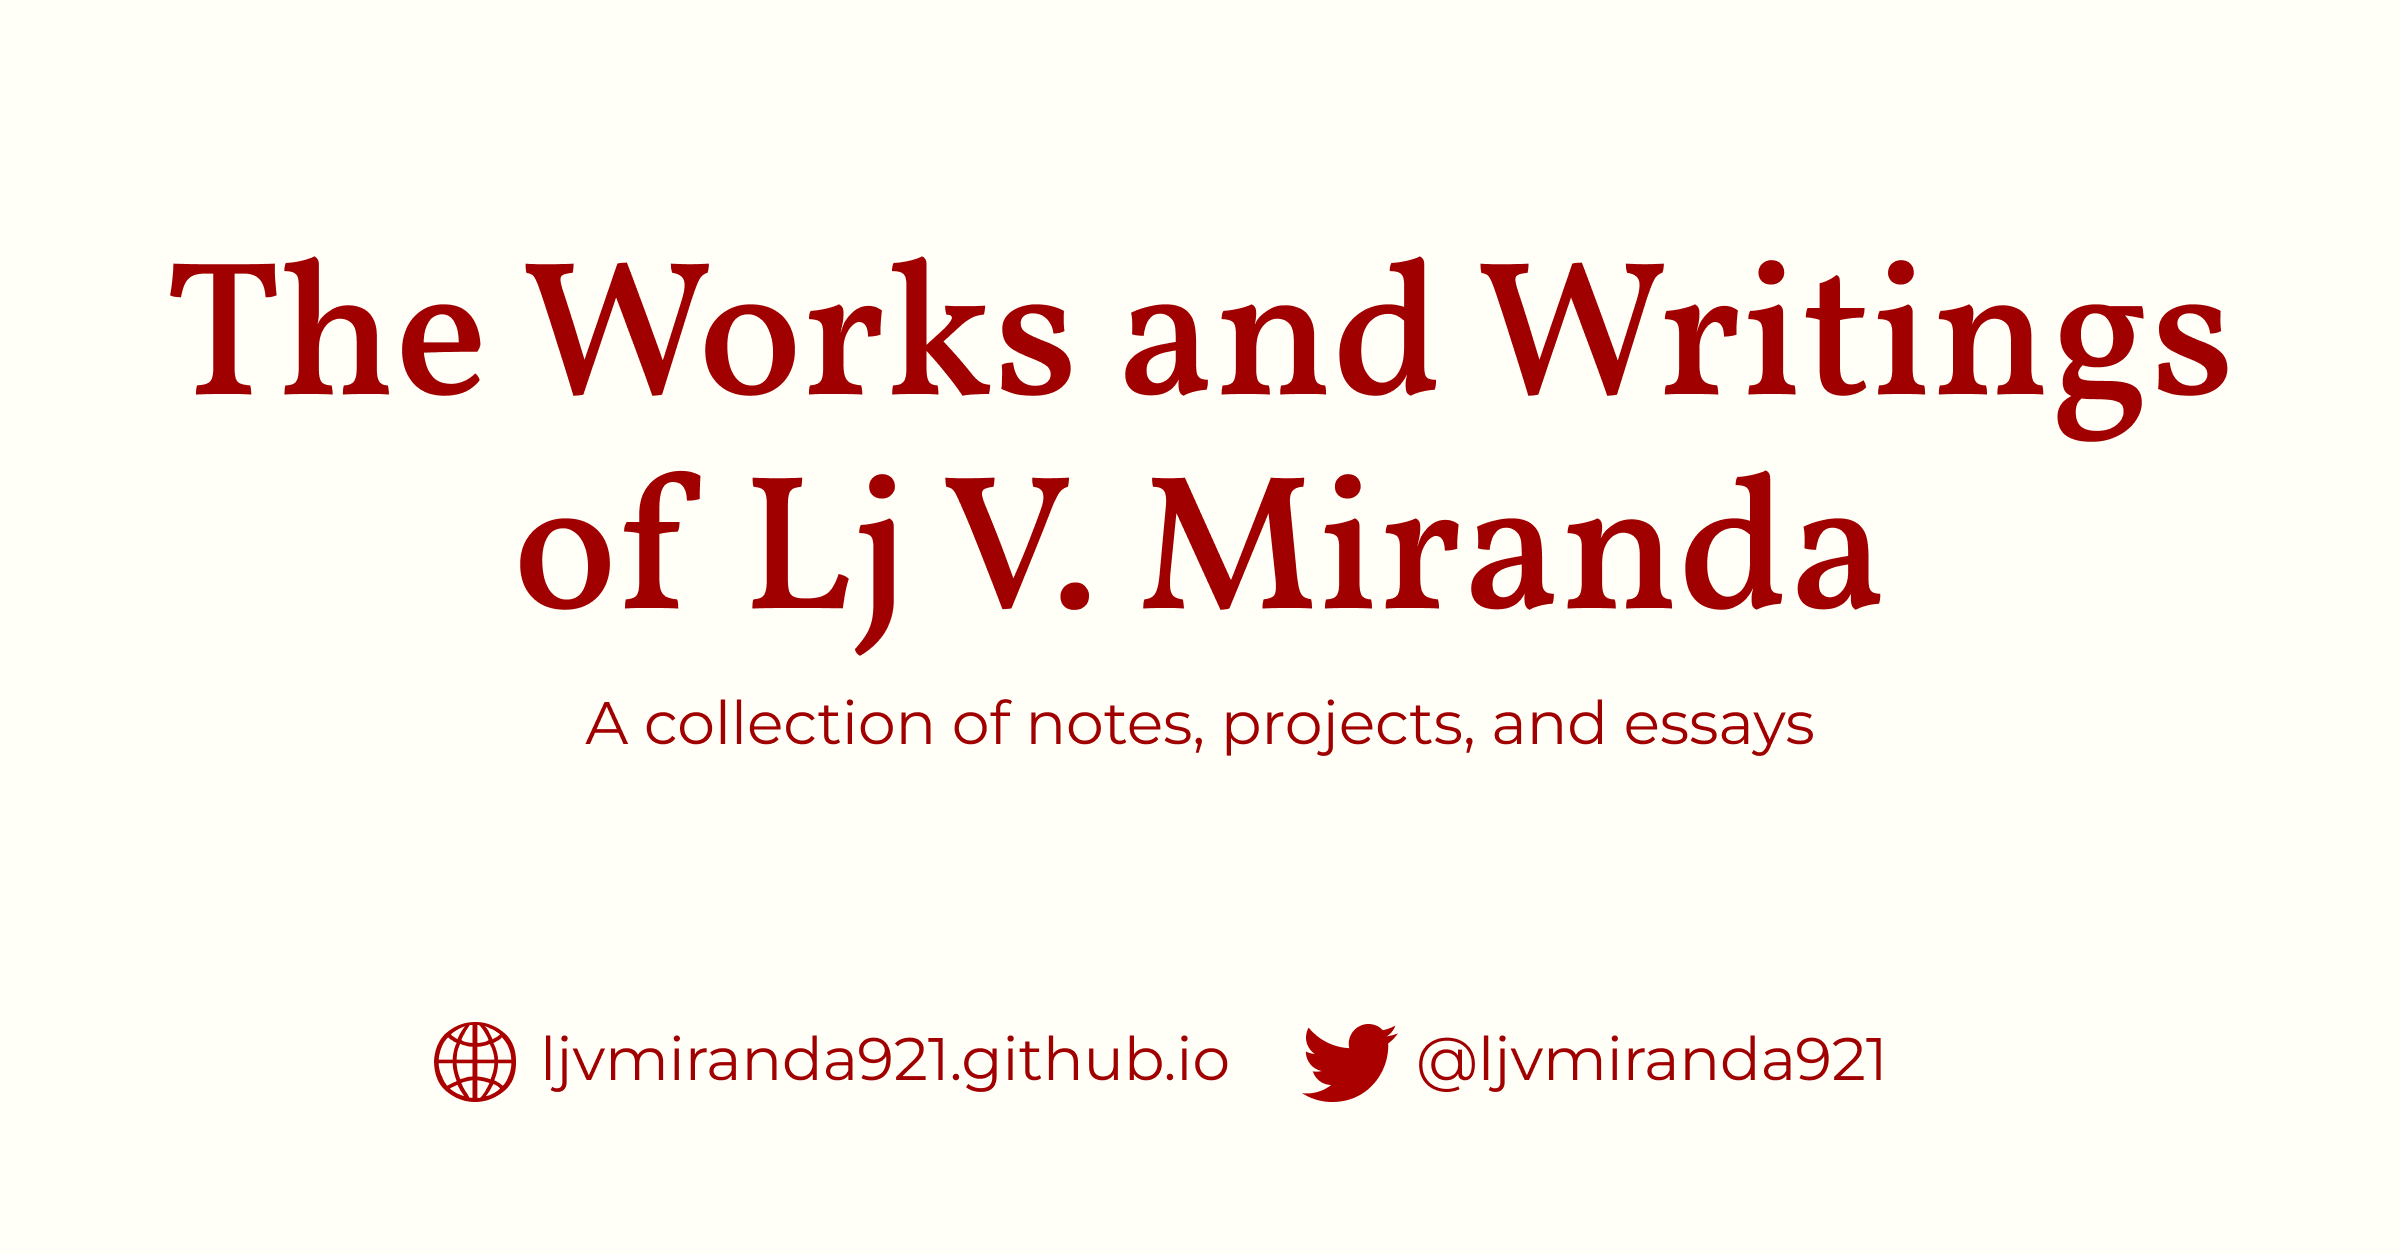 The Works and Writings
of Lj V. Miranda
A collection of notes, projects, and essays
ljvmiranda921.github.io @ljvmiranda921